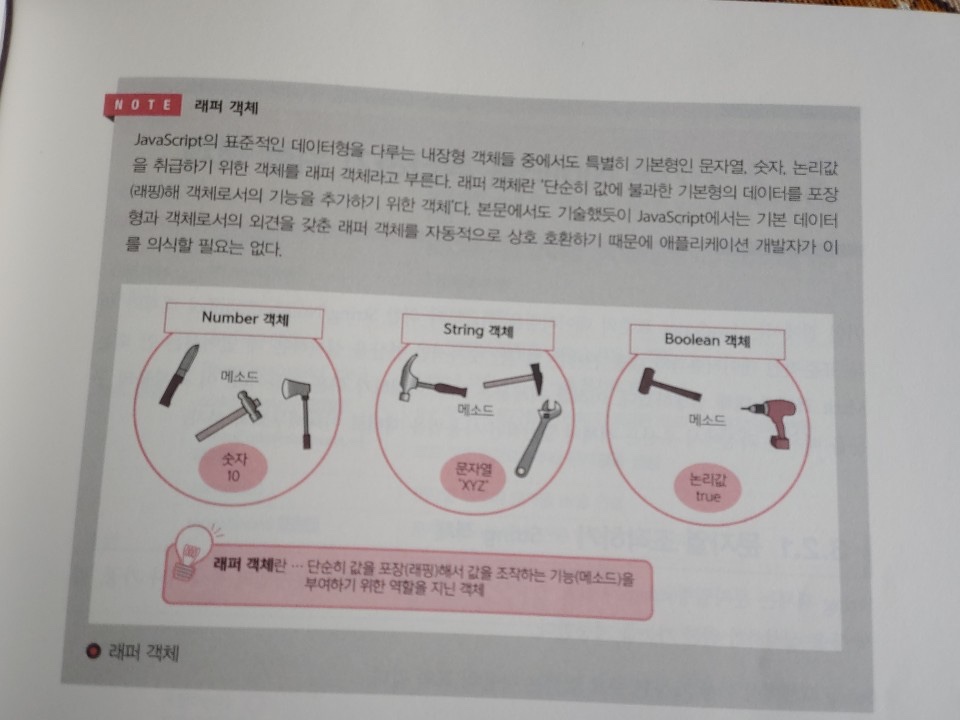 NOTE 래퍼 객체
JavaScript의 표준적인 데이터형을 다루는 내장형 객체들 중에서도 특별히 기본형인 문자열, 숫자, 논리값
을 취급하기 위한 객체를 래퍼 객체라고 부른다. 래퍼 객체란 '단순히 값에 불과한 기본형의 데이터를 포장
(래핑)해 객체로서의 기능을 추가하기 위한 객체'다. 본문에서도 기술했듯이 JavaScript에서는 기본 데이터
형과 객체로서의 외견을 갖춘 래퍼 객체를 자동적으로 상호 호환하기 때문에 애플리케이션 개발자가 이
를 의식할 필요는 없다.
Number 객체
메소드
숫자
10
String 객체
메소드
문자열
"XYZ"
Boolean 객체
메소드
논리값
true
래퍼 객체란 … 단순히 값을 포장(래핑)해서 값을 조작하는 기능(메소드)을
부여하기 위한 역할을 지닌 객체
래퍼 객체